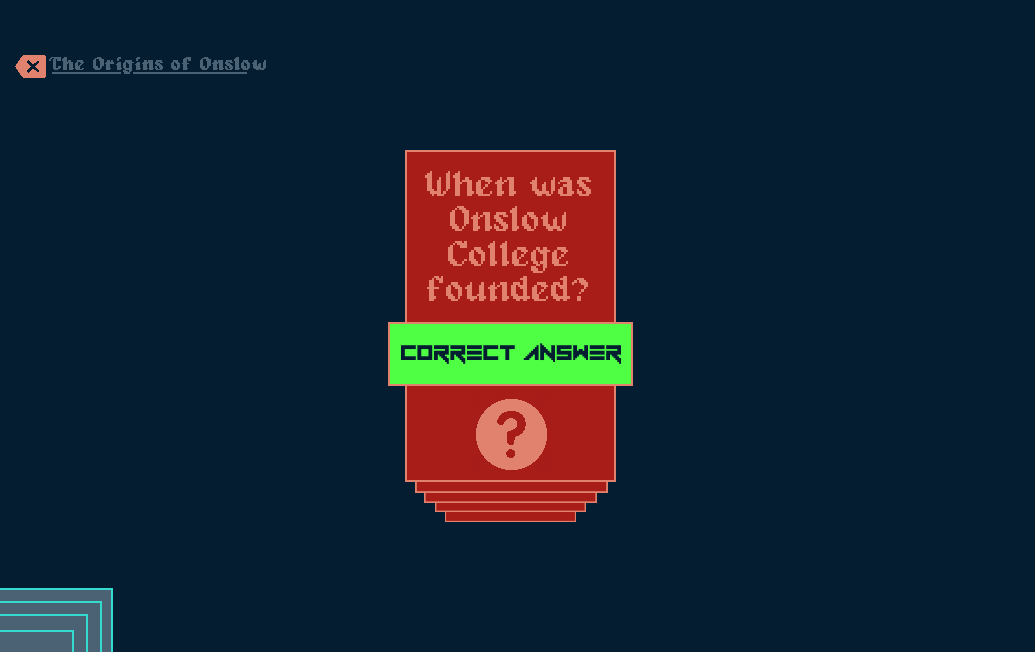 The Origins of Onslow
When was
Onslow
College
founded?
CORRECT ANSWER
?